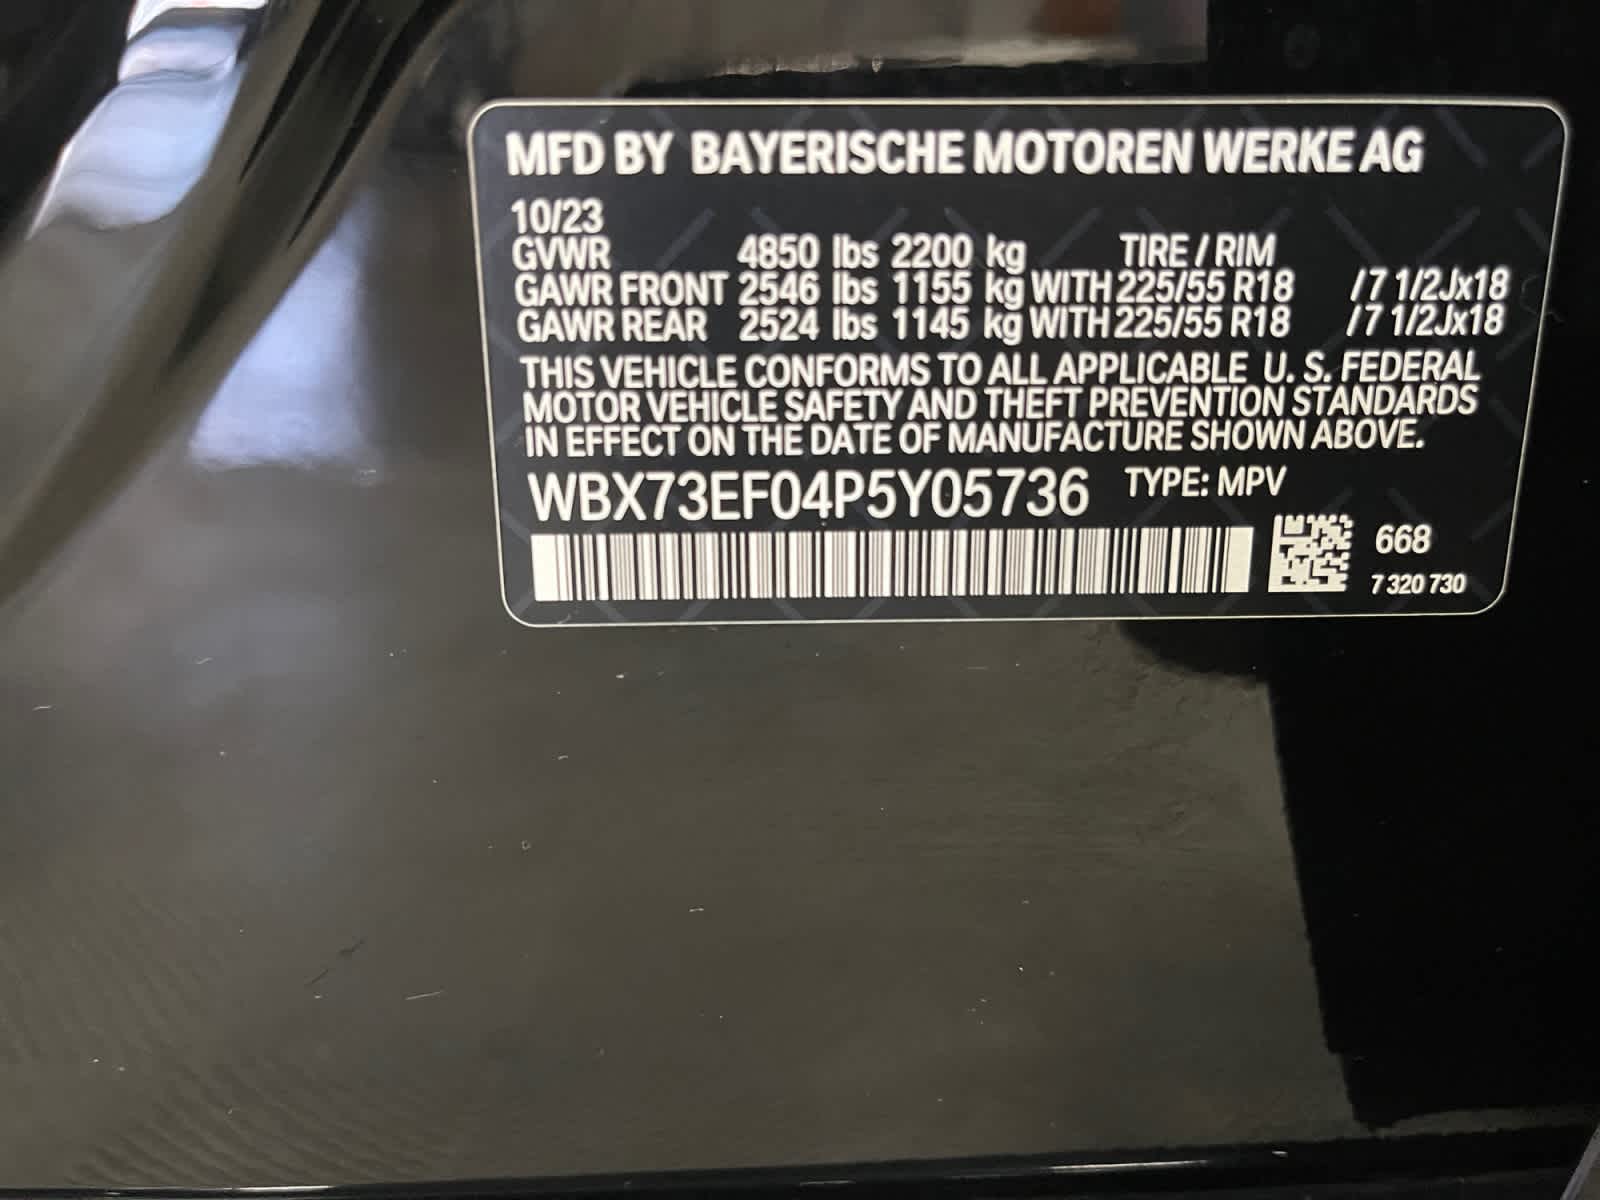 MFD BY BAYERISCHE MOTOREN WERKE AG
10/23
GVWR 4850 lbs 2200 kg TIRE / RIM
GAWR FRONT 2546 lbs 1155 kg WITH 225/55 R18 / 7 1/2Jx18
GAWR REAR 2524 lbs 1145 kg WITH 225/55 R18 / 7 1/2Jx18
THIS VEHICLE CONFORMS TO ALL APPLICABLE U. S. FEDERAL
MOTOR VEHICLE SAFETY AND THEFT PREVENTION STANDARDS
IN EFFECT ON THE DATE OF MANUFACTURE SHOWN ABOVE.
WBX73EF04P5Y05736 TYPE: MPV
668
7 320 730